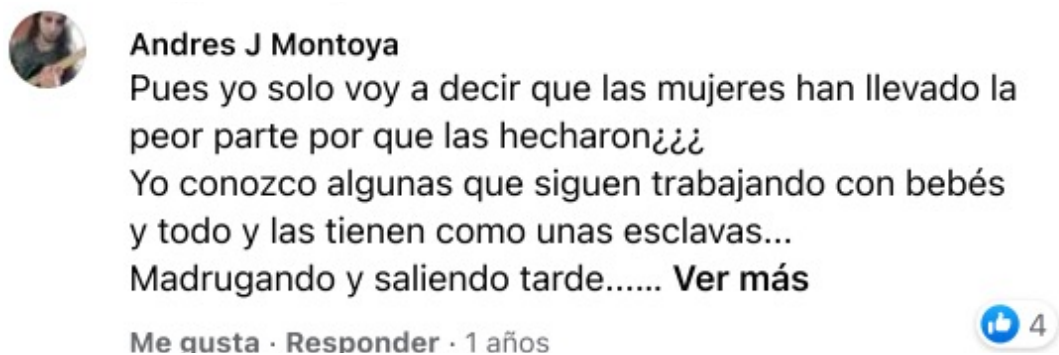 Andres J Montoya
Pues yo solo voy a decir que las mujeres han llevado la
peor parte por que las hecharon¿¿¿
Yo conozco algunas que siguen trabajando con bebés
y todo y las tienen como unas esclavas...
Madrugando y saliendo tarde...... Ver más
4
Me gusta · Responder · 1 años